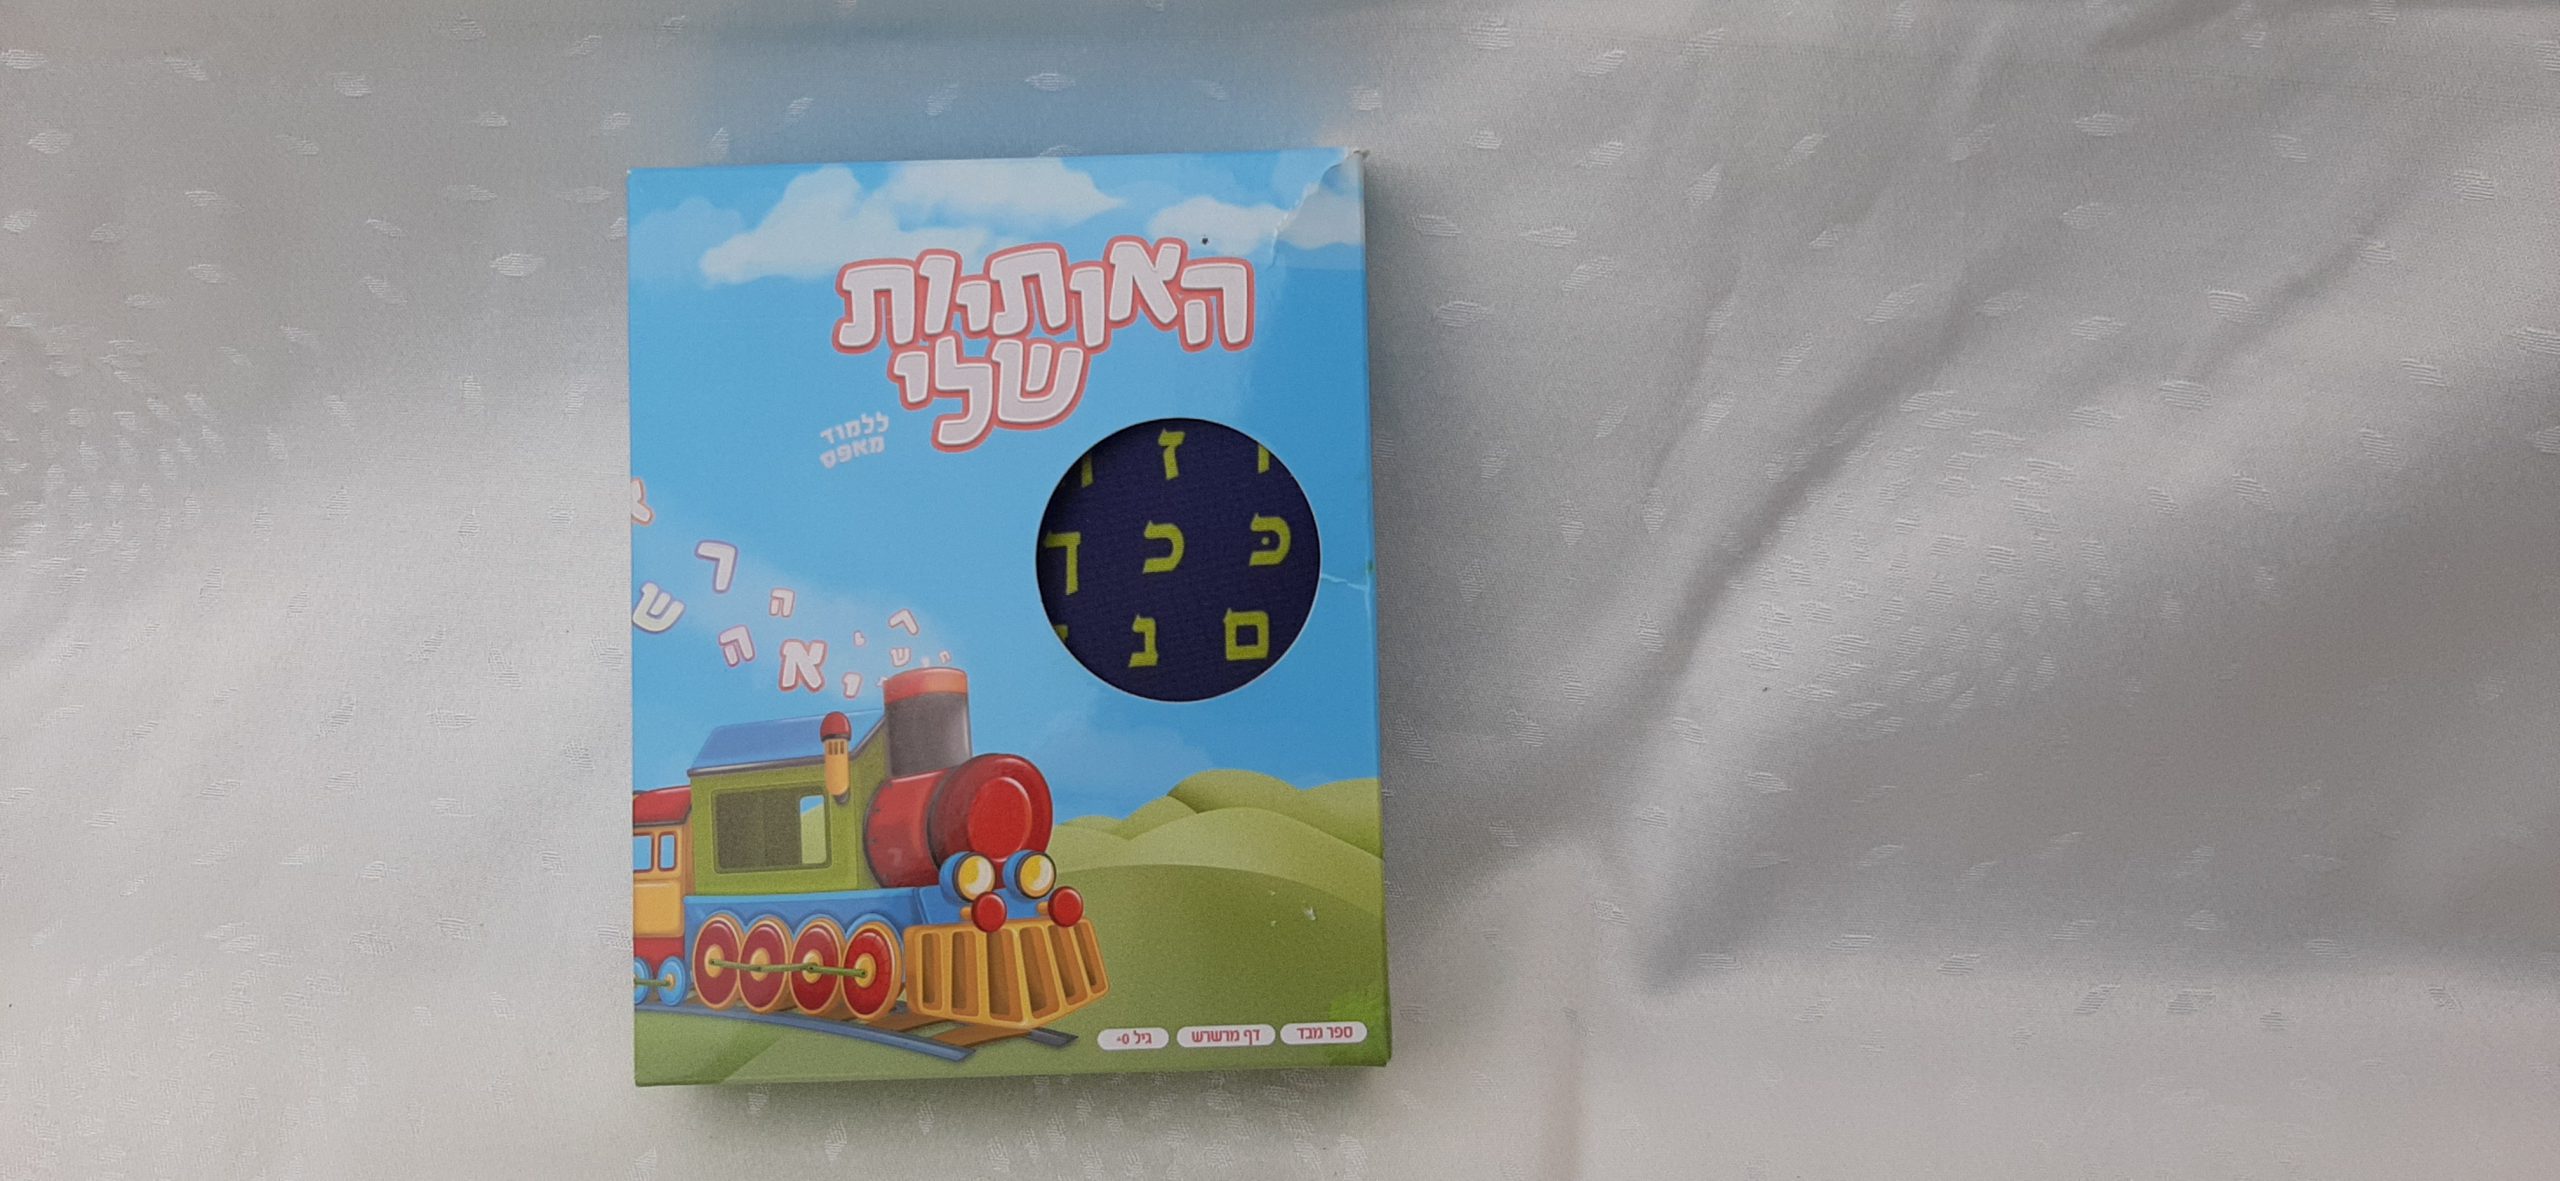 האותיות
שלי
ללמוד
מאפס
ז
כּ כ ך
ם נ
א
ר
ה
ש
ה
א
י
ר
ש
ספר מבד
דף מרשרש
גיל 0+